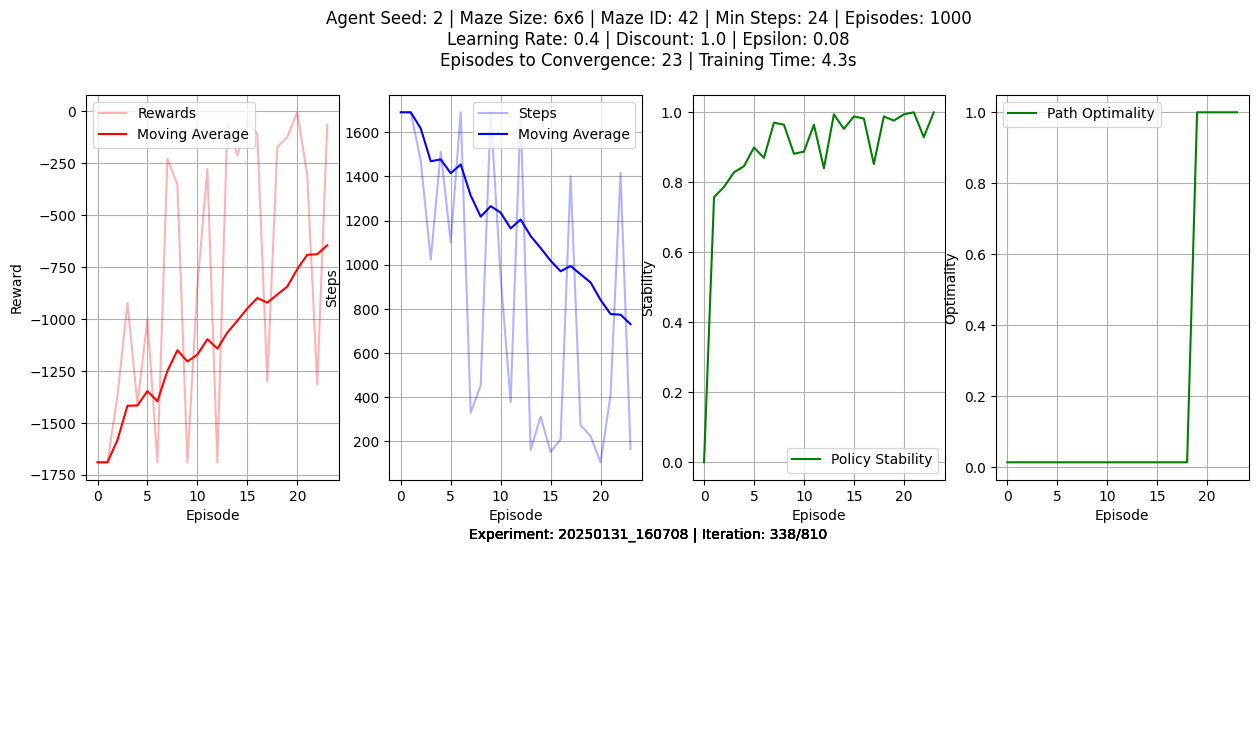 Agent Seed: 2 | Maze Size: 6x6 | Maze ID: 42 | Min Steps: 24 | Episodes: 1000
Learning Rate: 0.4 | Discount: 1.0 | Epsilon: 0.08
Episodes to Convergence: 23 | Training Time: 4.3s
Reward
0
−250
−500
−750
−1000
−1250
−1500
−1750
Rewards
Moving Average
0 5 10 15 20
Episode
Steps
1600
1400
1200
1000
800
600
400
200
Steps
Moving Average
0 5 10 15 20
Episode
Stability
1.0
0.8
0.6
0.4
0.2
0.0
Policy Stability
0 5 10 15 20
Episode
Optimality
1.0
0.8
0.6
0.4
0.2
0.0
Path Optimality
0 5 10 15 20
Episode
Experiment: 20250131_160708 | Iteration: 338/810